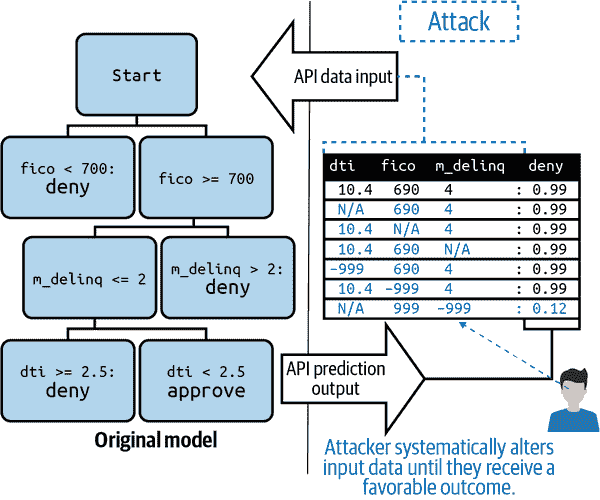 Start
fico < 700:
deny
fico >= 700
m_delinq <= 2
m_delinq > 2:
deny
dti >= 2.5:
deny
dti < 2.5
approve
Original model
Attack
API data input
dti fico m_delinq deny
10.4 690 4 : 0.99
N/A 690 4 : 0.99
10.4 N/A 4 : 0.99
10.4 690 N/A : 0.99
-999 690 4 : 0.99
10.4 -999 4 : 0.99
N/A 999 -999 : 0.12
API prediction
output
Attacker systematically alters
input data until they receive a
favorable outcome.